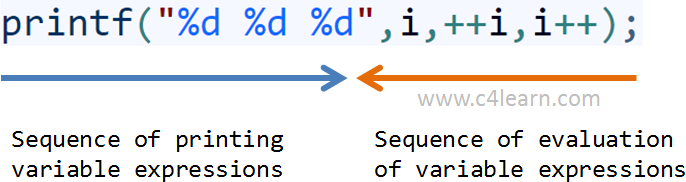 printf("%d %d %d",i,++i,i++);
www.c4learn.com
Sequence of printing
variable expressions
Sequence of evaluation
of variable expressions